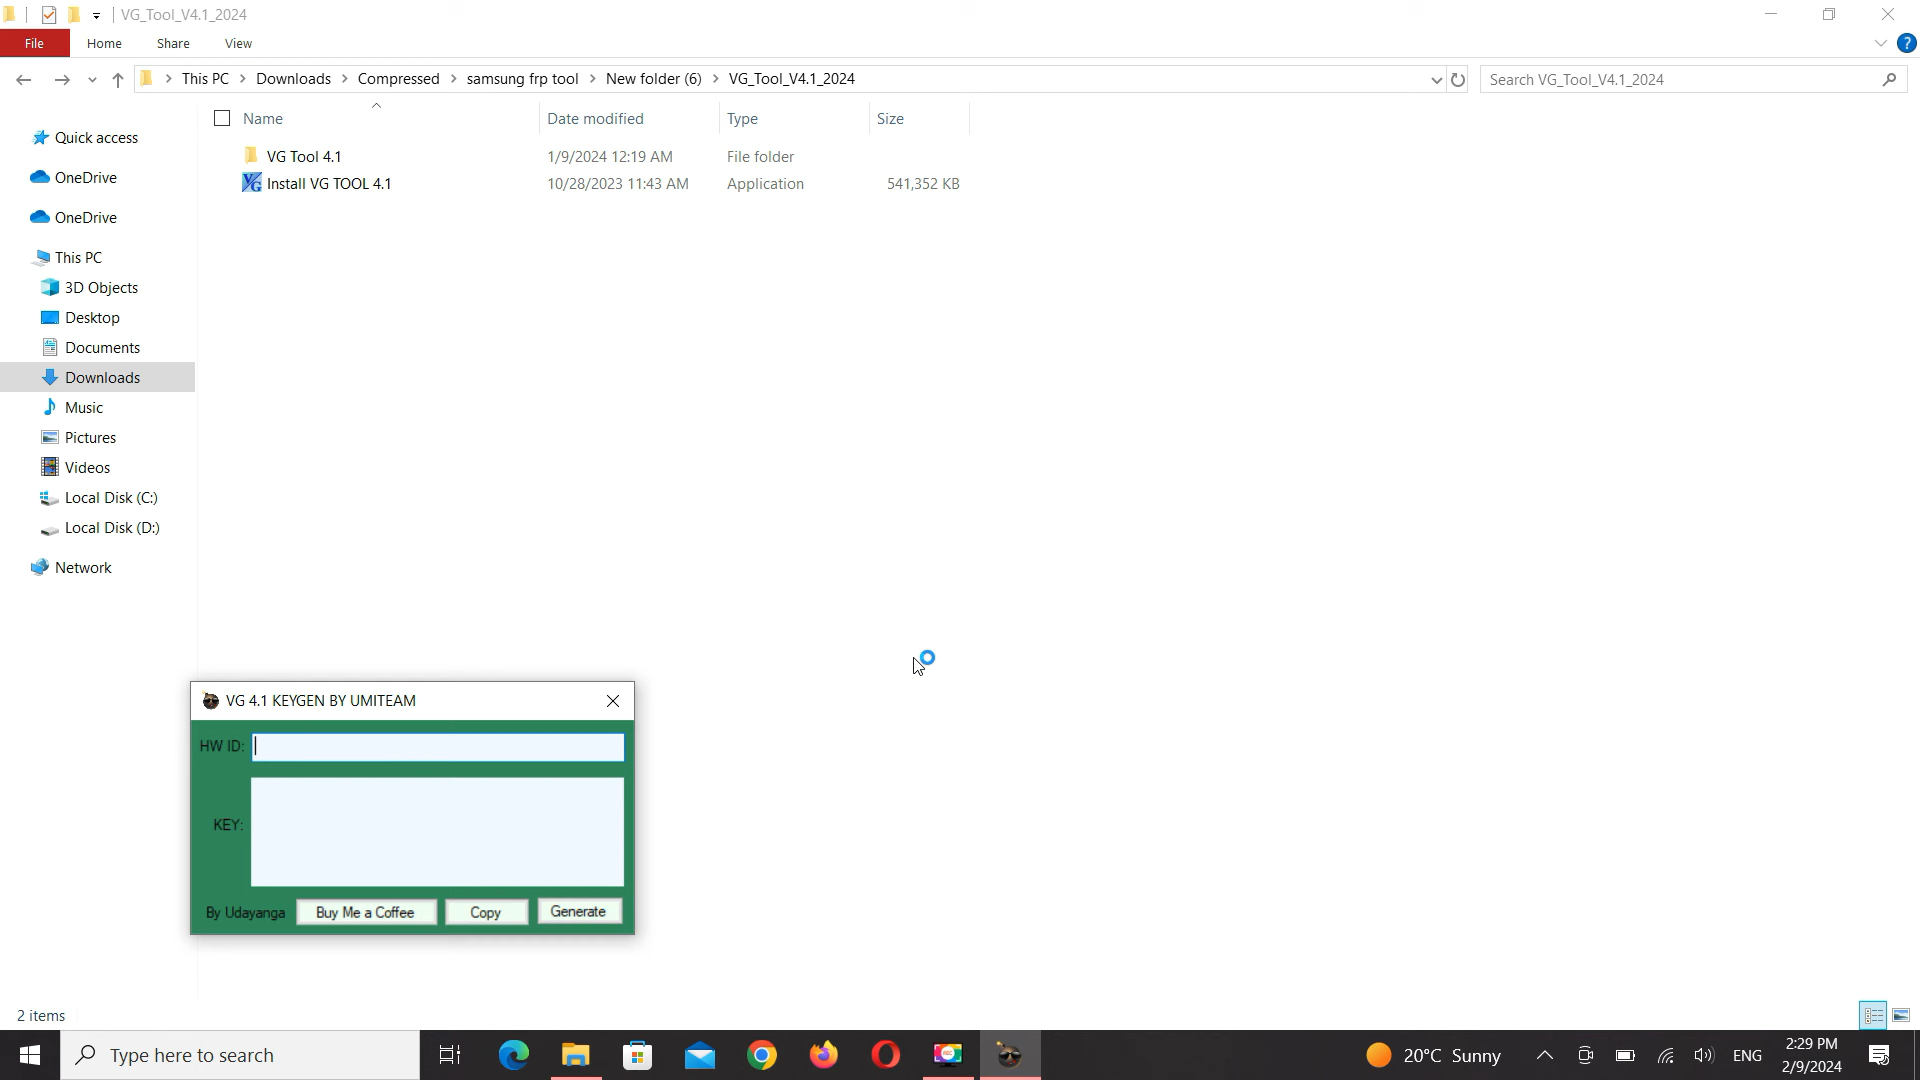 VG_Tool_V4.1_2024
File Home Share View
This PC Downloads Compressed samsung frp tool New folder (6) VG_Tool_V4.1_2024
Search VG_Tool_V4.1_2024
Name Date modified Type Size
VG Tool 4.1 1/9/2024 12:19 AM File folder
Install VG TOOL 4.1 10/28/2023 11:43 AM Application 541,352 KB
Quick access
OneDrive
OneDrive
This PC
3D Objects
Desktop
Documents
Downloads
Music
Pictures
Videos
Local Disk (C:)
Local Disk (D:)
Network
VG 4.1 KEYGEN BY UMITEAM
HW ID:
KEY:
By Udayanga Buy Me a Coffee Copy Generate
2 items
Type here to search
20°C Sunny
ENG
2:29 PM
2/9/2024